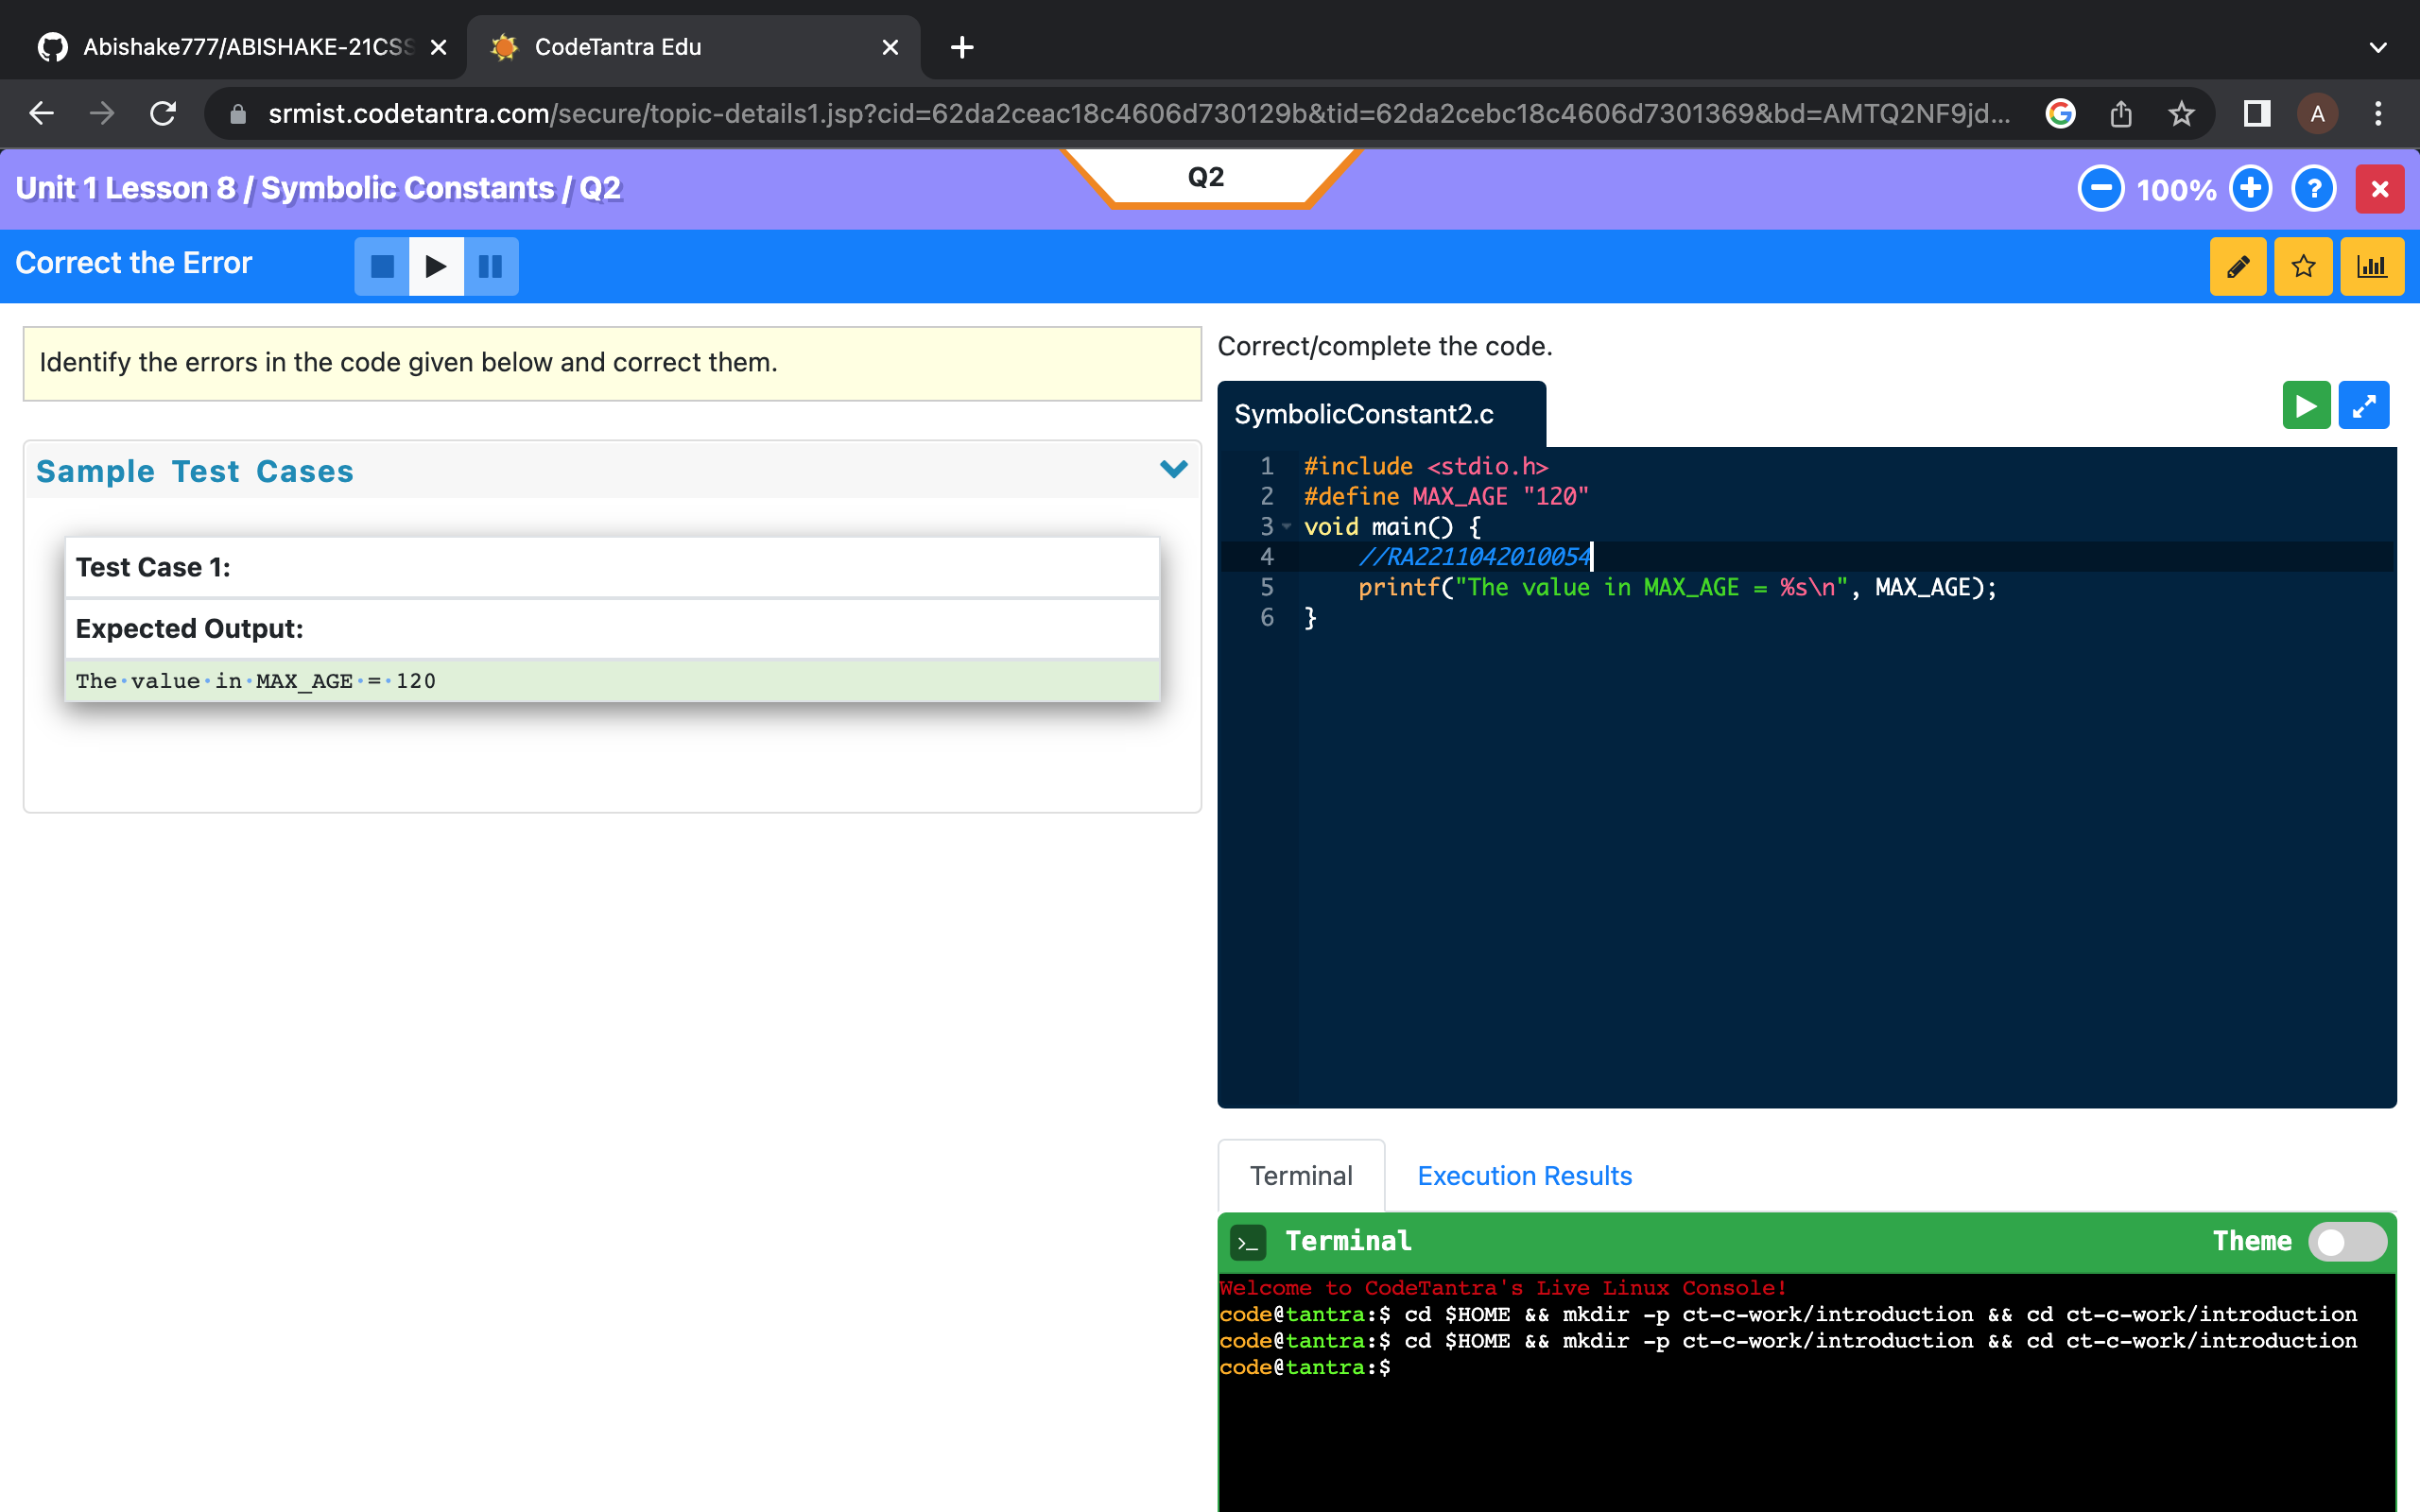 Abishake777/ABISHAKE-21CSS
CodeTantra Edu
srmist.codetantra.com/secure/topic-details1.jsp?cid=62da2ceac18c4606d730129b&tid=62da2cebc18c4606d7301369&bd=AMTQ2NF9jd...
A
Unit 1 Lesson 8 / Symbolic Constants / Q2
Q2
100%
?
Correct the Error
Identify the errors in the code given below and correct them.
Sample Test Cases
Test Case 1:
Expected Output:
The·value·in·MAX_AGE·=·120
Correct/complete the code.
SymbolicConstant2.c
1 #include <stdio.h>
2 #define MAX_AGE "120"
3 void main() {
4 //RA2211042010054
5 printf("The value in MAX_AGE = %s\n", MAX_AGE);
6 }
Terminal
Execution Results
>_ Terminal
Theme
Welcome to CodeTantra's Live Linux Console!
code@tantra:$ cd $HOME && mkdir -p ct-c-work/introduction && cd ct-c-work/introduction
code@tantra:$ cd $HOME && mkdir -p ct-c-work/introduction && cd ct-c-work/introduction
code@tantra:$